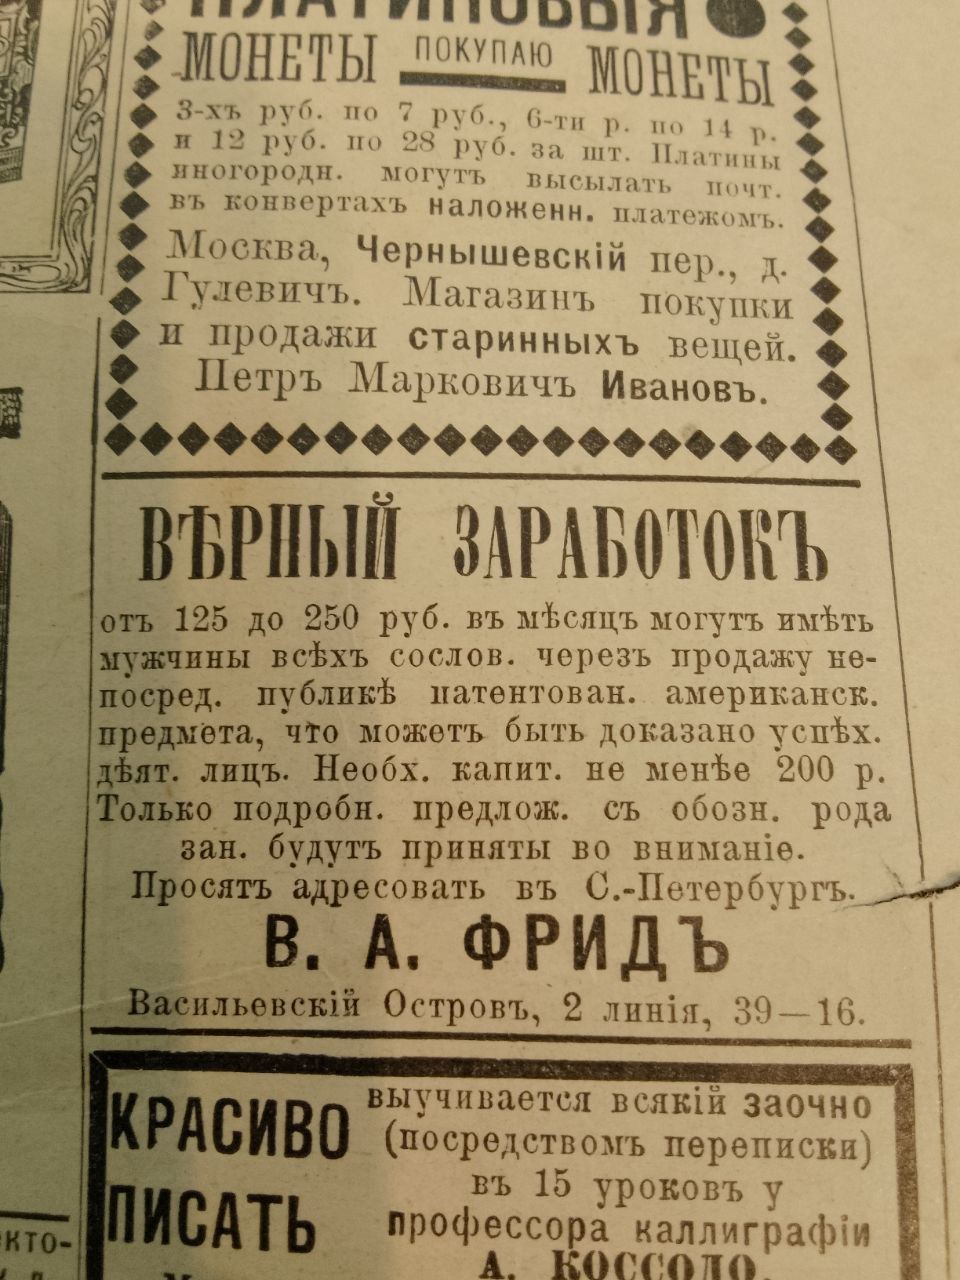 ПЛАТИНОВЫЯ
МОНЕТЫ ПОКУПАЮ МОНЕТЫ
3-хъ руб. по 7 руб., 6-ти р. по 14 р.
и 12 руб. по 28 руб. за шт. Платины
иногородн. могутъ высылать почт.
въ конвертахъ наложенн. платежомъ.
Москва, Чернышевскій пер., д.
Гулевичъ. Магазинъ покупки
и продажи старинныхъ вещей.
Петръ Марковичъ Ивановъ.
ВѢРНЫЙ ЗАРАБОТОКЪ
отъ 125 до 250 руб. въ мѣсяцъ могутъ имѣть
мужчины всѣхъ сослов. черезъ продажу не-
посред. публикѣ патентован. американск.
предмета, что можетъ быть доказано успѣх.
дѣят. лицъ. Необх. капит. не менѣе 200 р.
Только подробн. предлож. съ обозн. рода
зан. будутъ приняты во вниманіе.
Просятъ адресовать въ С.-Петербургъ.
В. А. ФРИДЪ
Васильевскій Островъ, 2 линія, 39—16.
КРАСИВО
ПИСАТЬ
выучивается всякій заочно
(посредствомъ переписки)
въ 15 уроковъ у
профессора каллиграфіи
А. КОССОДО.
кто-